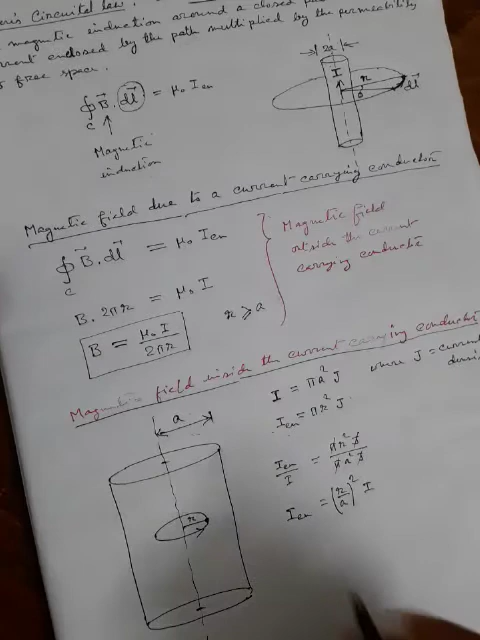 Circuital law.
magnetic induction around a closed
enclosed by the path multiplied by the permeability
free space.
∮B⃗.dl⃗ = μ₀ Ien
C
Magnetic
induction
2a
I
r
dl⃗
Magnetic field due to a current carrying conductor
∮B⃗.dl⃗ = μ₀ Ien
C
B. 2πr = μ₀ I
B = μ₀ I / 2πr
r ≥ a
Magnetic field
outside the current
carrying conductor
Magnetic field inside the current carrying conductor
I = πa² J where J = current
Ien = πr² J.
Ien / I = πr² J / πa² J
Ien = (r/a)² I
a
r